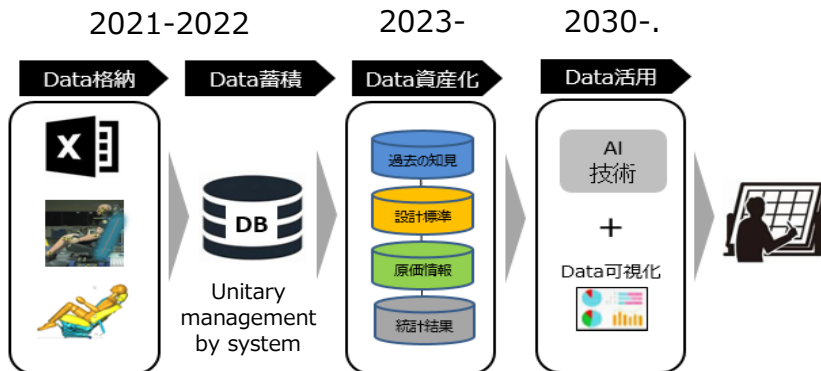 2021-2022
2023-
2030-.
Data格納
Data蓄積
Data資産化
Data活用
X
DB
Unitary
management
by system
過去の知見
設計標準
原価情報
統計結果
AI
技術
+
Data可視化